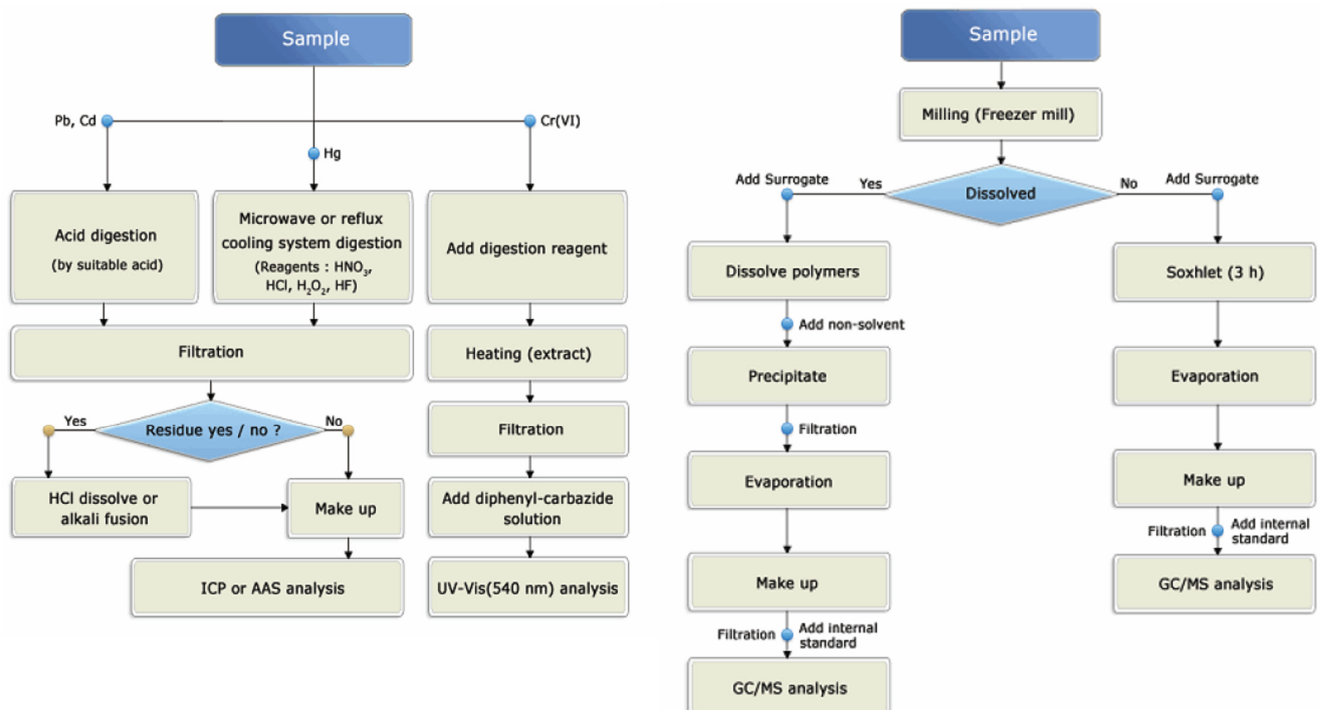 Sample
Pb, Cd
Hg
Cr(VI)
Acid digestion
(by suitable acid)
Microwave or reflux
cooling system digestion
(Reagents : HNO₃,
HCl, H₂O₂, HF)
Add digestion reagent
Filtration
Heating (extract)
Yes
Residue yes / no ?
No
Filtration
HCl dissolve or
alkali fusion
Make up
Add diphenyl-carbazide
solution
ICP or AAS analysis
UV-Vis(540 nm) analysis
Sample
Milling (Freezer mill)
Add Surrogate
Yes
Dissolved
No
Add Surrogate
Dissolve polymers
Soxhlet (3 h)
Add non-solvent
Precipitate
Evaporation
Filtration
Evaporation
Make up
Filtration
Add internal
standard
Make up
GC/MS analysis
Filtration
Add internal
standard
GC/MS analysis